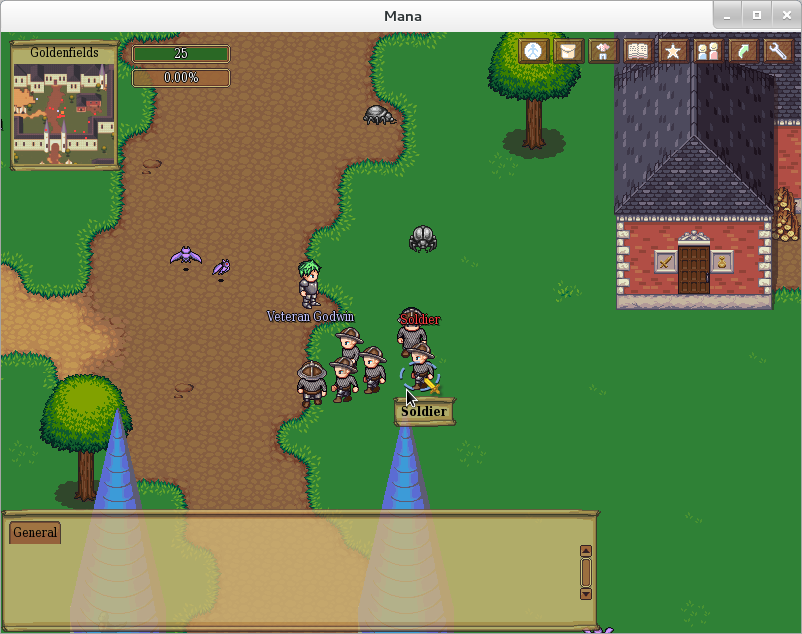 Mana
Goldenfields
25
0.00%
Veteran Godwin
Soldier
Soldier
General